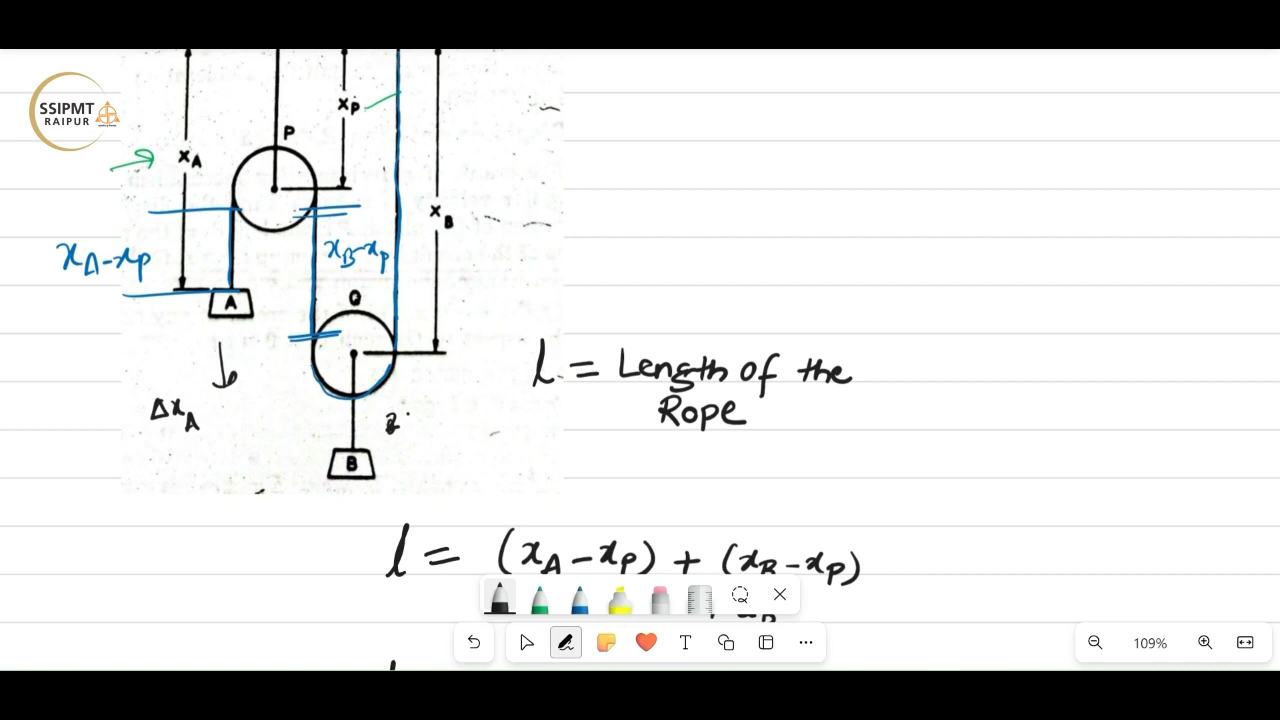 SSIPMT
RAIPUR
xP
P
xA
xB
xA-xP
xB-xP
A
Q
l = Length of the
Rope
ΔxA
B
l = (xA-xP) + (xB-xP)
+ xB
T
109%